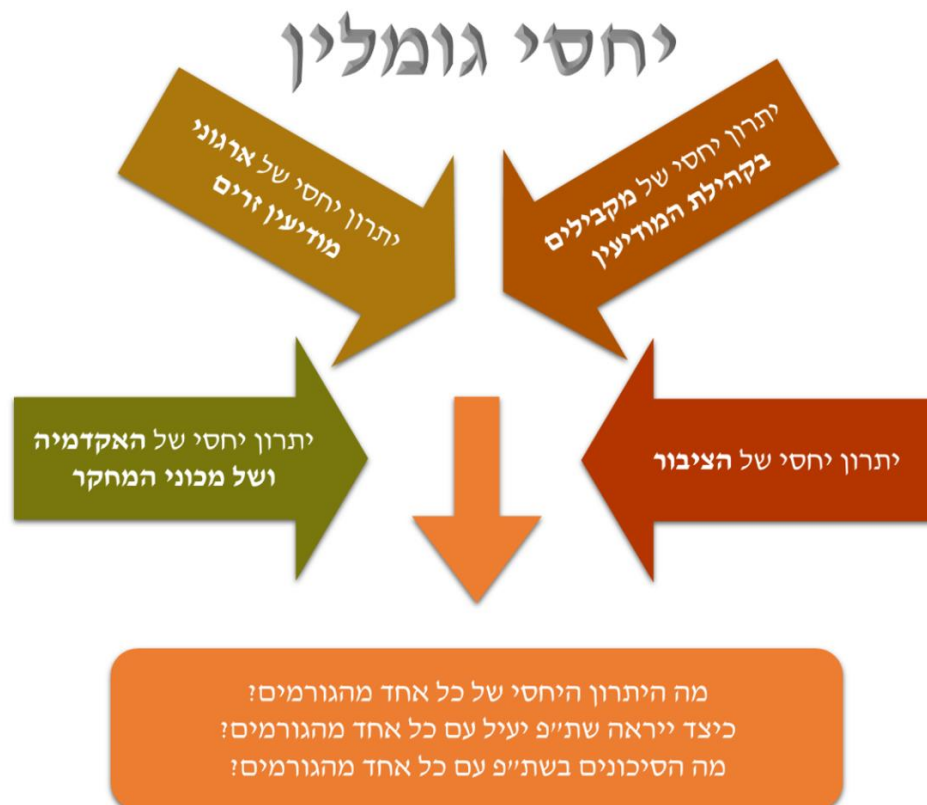 יחסי גומלין
יתרון יחסי של מקבילים
בקהילת המודיעין
יתרון יחסי של ארגוני
מודיעין זרים
יתרון יחסי של הציבור
יתרון יחסי של האקדמיה
ושל מכוני המחקר
מה היתרון היחסי של כל אחד מהגורמים?
כיצד ייראה שת״פ יעיל עם כל אחד מהגורמים?
מה הסיכונים בשת״פ עם כל אחד מהגורמים?